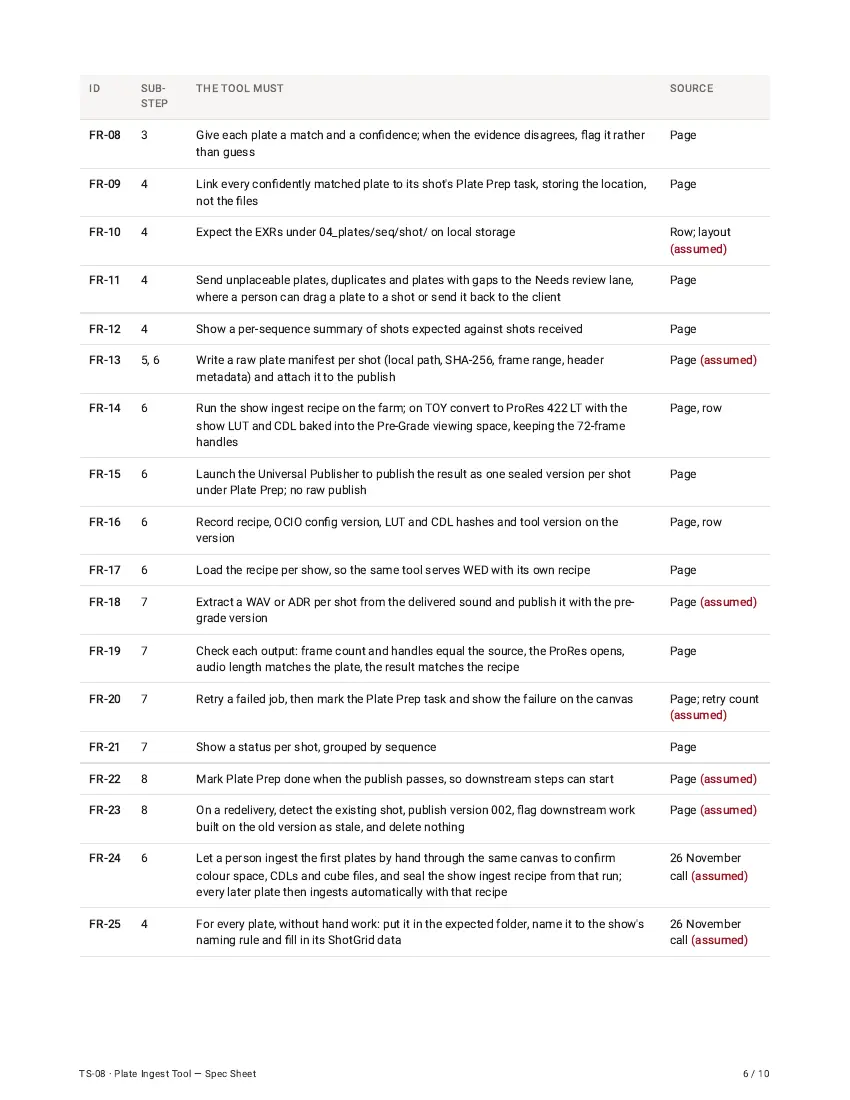 ID SUB- THE TOOL MUST SOURCE
STEP
FR-08 3 Give each plate a match and a confidence; when the evidence disagrees, flag it rather Page
than guess
FR-09 4 Link every confidently matched plate to its shot's Plate Prep task, storing the location, Page
not the files
FR-10 4 Expect the EXRs under 04_plates/seq/shot/ on local storage Row; layout
(assumed)
FR-11 4 Send unplaceable plates, duplicates and plates with gaps to the Needs review lane, Page
where a person can drag a plate to a shot or send it back to the client
FR-12 4 Show a per-sequence summary of shots expected against shots received Page
FR-13 5, 6 Write a raw plate manifest per shot (local path, SHA-256, frame range, header Page (assumed)
metadata) and attach it to the publish
FR-14 6 Run the show ingest recipe on the farm; on TOY convert to ProRes 422 LT with the Page, row
show LUT and CDL baked into the Pre-Grade viewing space, keeping the 72-frame
handles
FR-15 6 Launch the Universal Publisher to publish the result as one sealed version per shot Page
under Plate Prep; no raw publish
FR-16 6 Record recipe, OCIO config version, LUT and CDL hashes and tool version on the Page, row
version
FR-17 6 Load the recipe per show, so the same tool serves WED with its own recipe Page
FR-18 7 Extract a WAV or ADR per shot from the delivered sound and publish it with the pre- Page (assumed)
grade version
FR-19 7 Check each output: frame count and handles equal the source, the ProRes opens, Page
audio length matches the plate, the result matches the recipe
FR-20 7 Retry a failed job, then mark the Plate Prep task and show the failure on the canvas Page; retry count
(assumed)
FR-21 7 Show a status per shot, grouped by sequence Page
FR-22 8 Mark Plate Prep done when the publish passes, so downstream steps can start Page (assumed)
FR-23 8 On a redelivery, detect the existing shot, publish version 002, flag downstream work Page (assumed)
built on the old version as stale, and delete nothing
FR-24 6 Let a person ingest the first plates by hand through the same canvas to confirm 26 November
colour space, CDLs and cube files, and seal the show ingest recipe from that run; call (assumed)
every later plate then ingests automatically with that recipe
FR-25 4 For every plate, without hand work: put it in the expected folder, name it to the show's 26 November
naming rule and fill in its ShotGrid data call (assumed)
TS-08 · Plate Ingest Tool — Spec Sheet 6 / 10